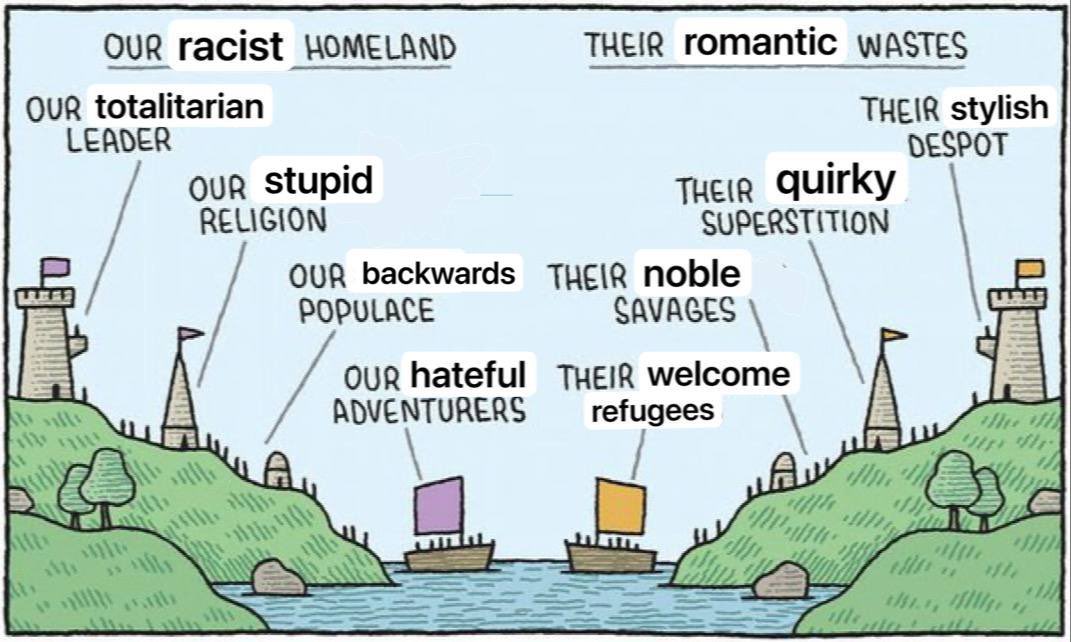 OUR racist HOMELAND
THEIR romantic WASTES
OUR totalitarian
LEADER
THEIR stylish
DESPOT
OUR stupid
RELIGION
THEIR quirky
SUPERSTITION
OUR backwards
POPULACE
THEIR noble
SAVAGES
OUR hateful
ADVENTURERS
THEIR welcome
refugees